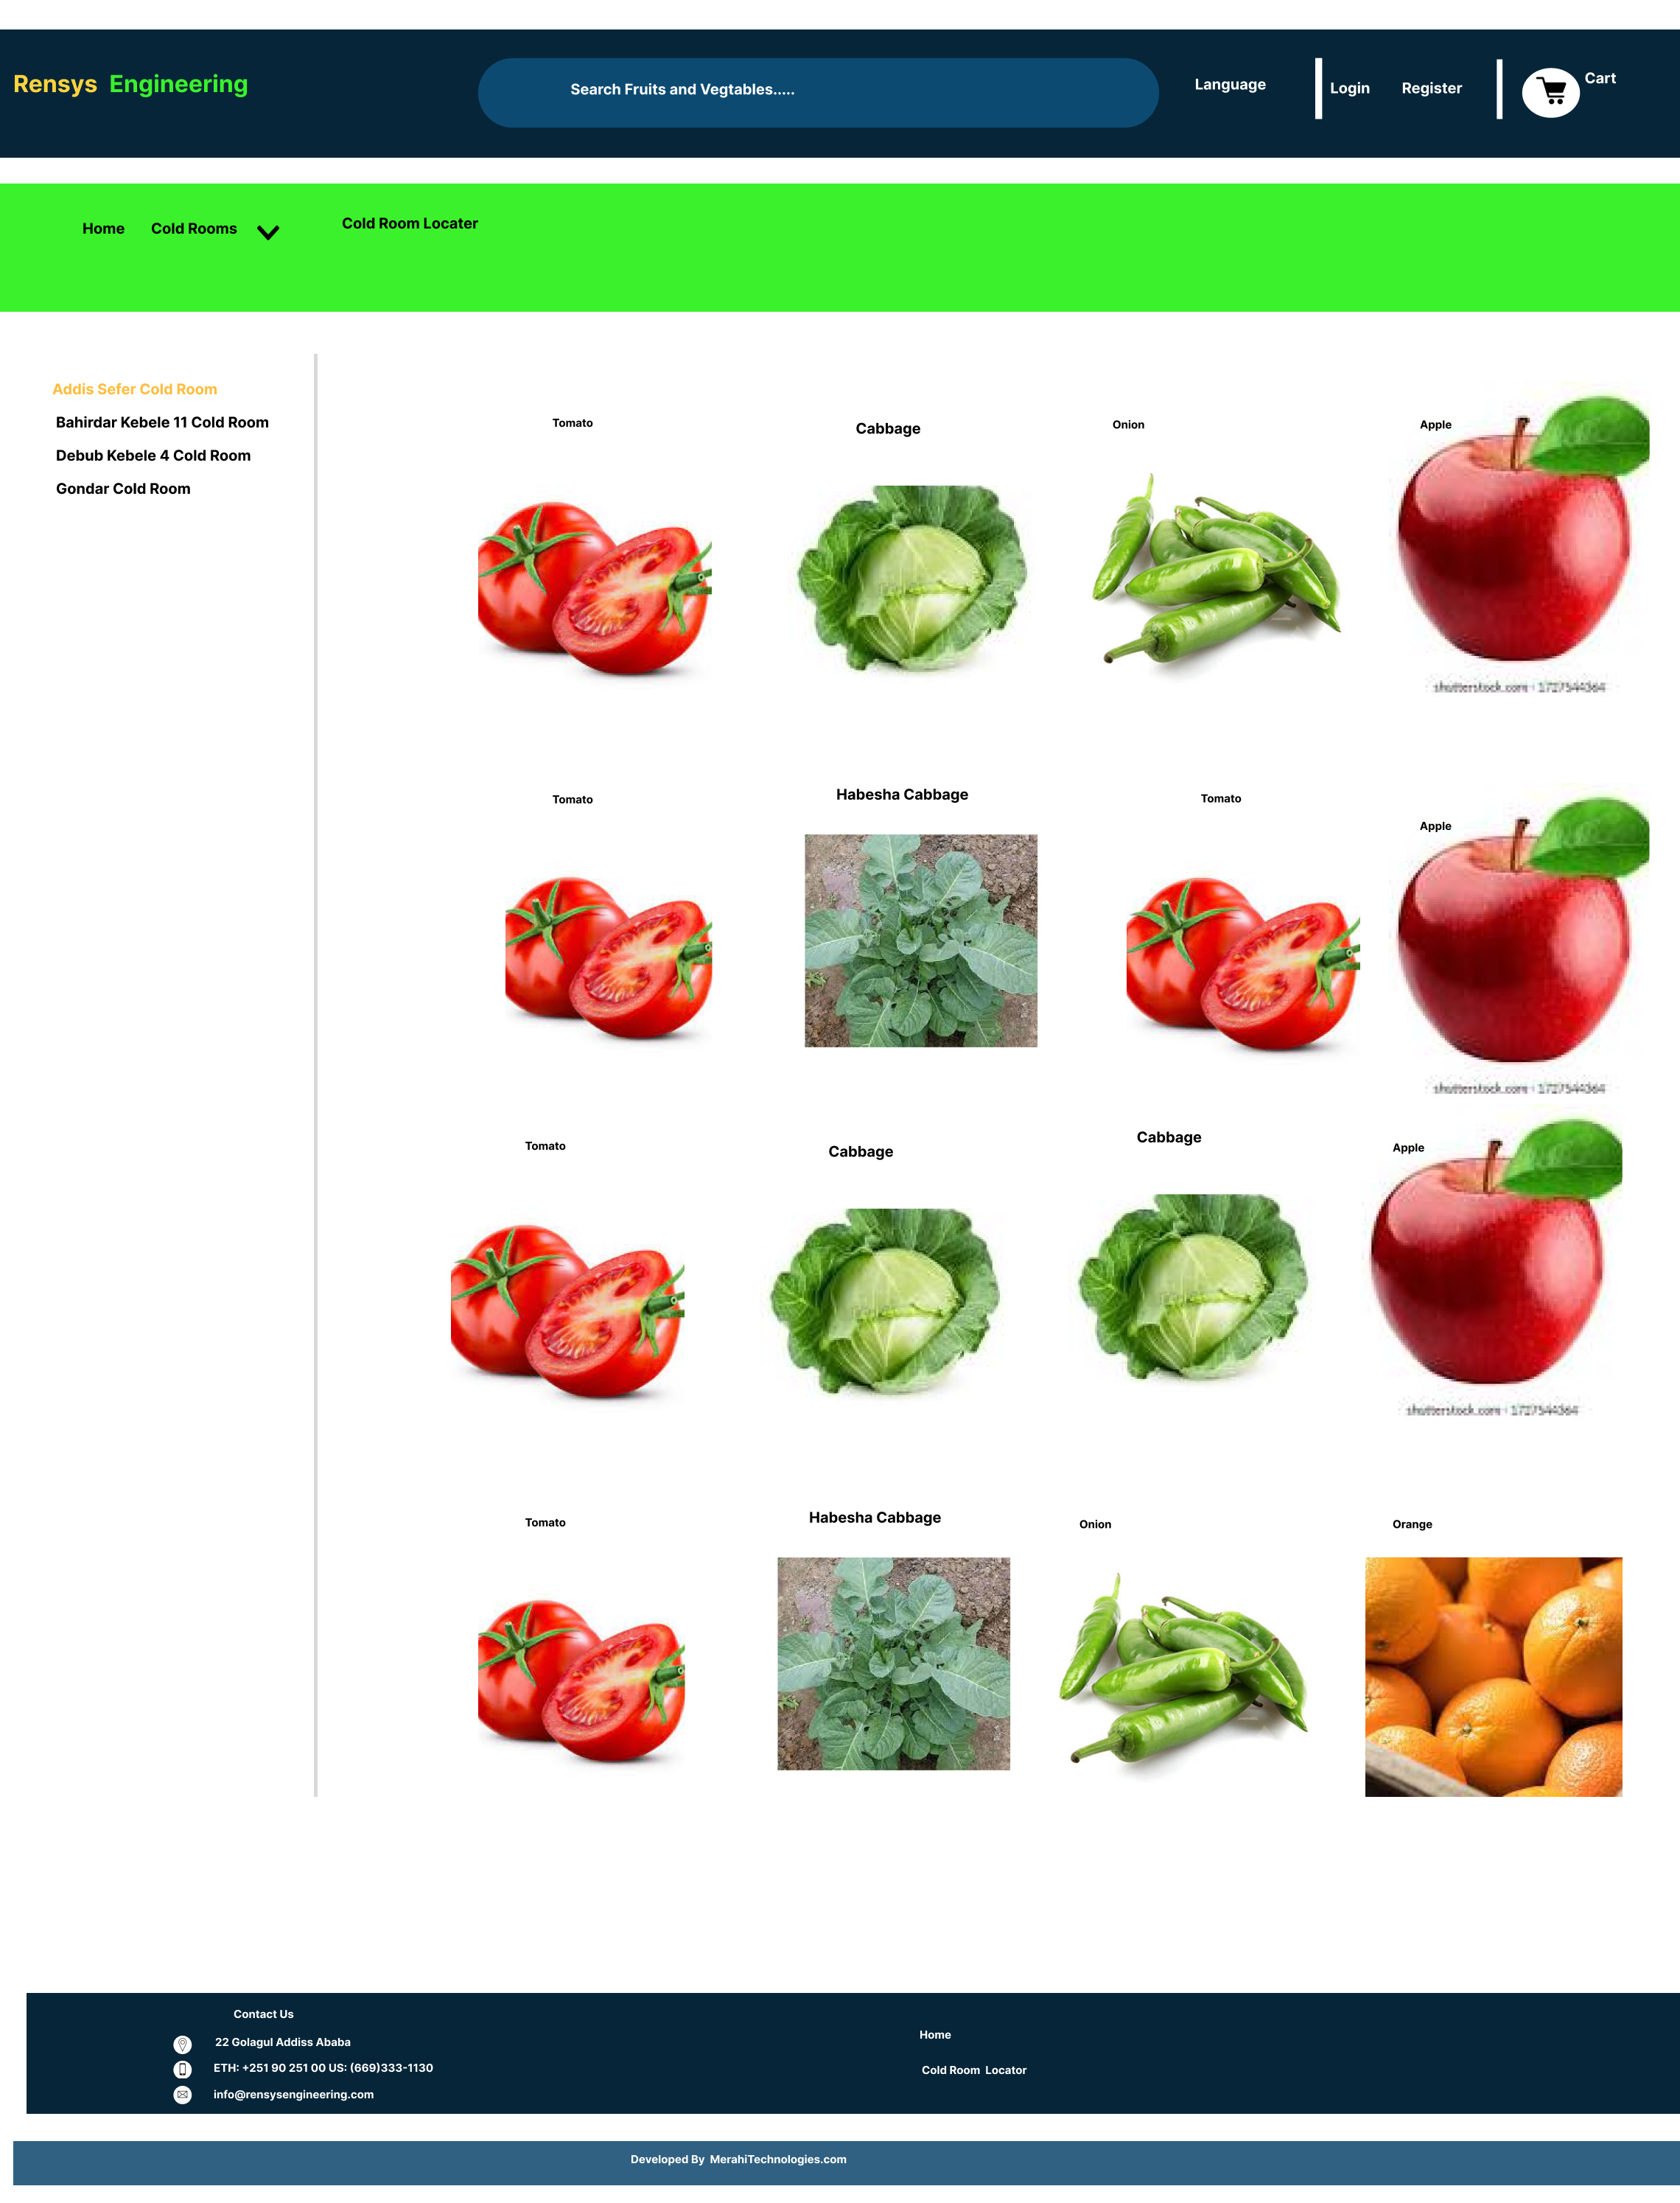 Rensys Engineering
Search Fruits and Vegtables.....
Language
Login
Register
Cart
Home
Cold Rooms
Cold Room Locater
Addis Sefer Cold Room
Bahirdar Kebele 11 Cold Room
Debub Kebele 4 Cold Room
Gondar Cold Room
Tomato
Cabbage
Onion
Apple
shutterstock.com · 1727544364
Tomato
Habesha Cabbage
Tomato
Apple
shutterstock.com · 1727544364
Tomato
Cabbage
Cabbage
Apple
shutterstock.com · 1727544364
Tomato
Habesha Cabbage
Onion
Orange
Contact Us
22 Golagul Addiss Ababa
ETH: +251 90 251 00 US: (669)333-1130
info@rensysengineering.com
Home
Cold Room Locator
Developed By MerahiTechnologies.com